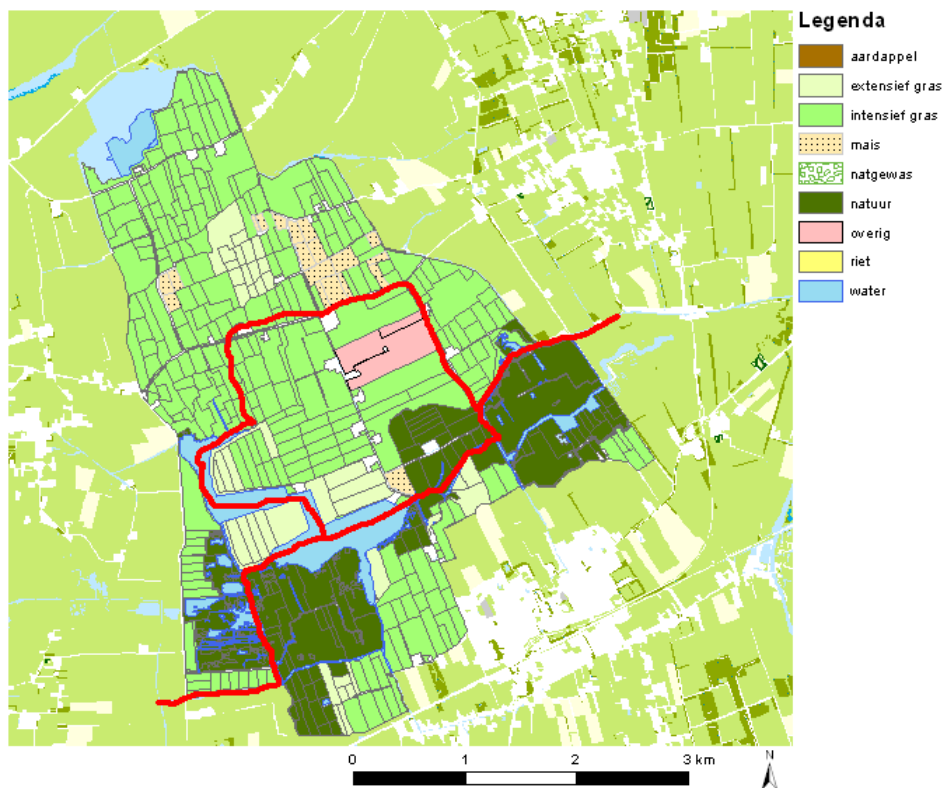 Legenda
aardappel
extensief gras
intensief gras
mais
natgewas
natuur
overig
riet
water
0 1 2 3 km
N